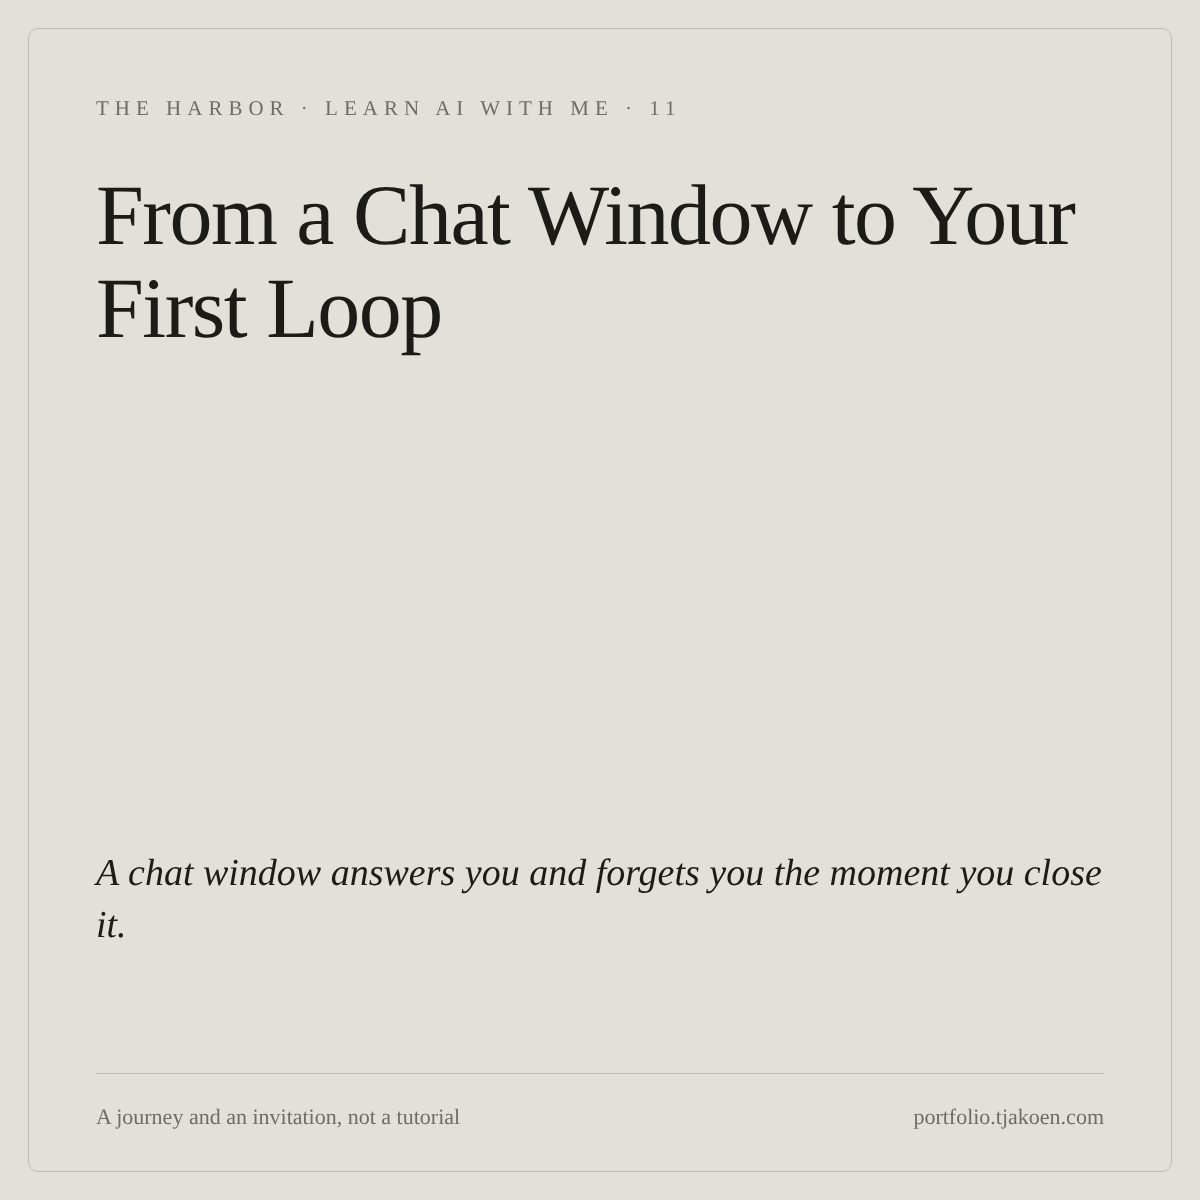 THE HARBOR · LEARN AI WITH ME · 11
From a Chat Window to Your
First Loop
A chat window answers you and forgets you the moment you close
it.
A journey and an invitation, not a tutorial
portfolio.tjakoen.com